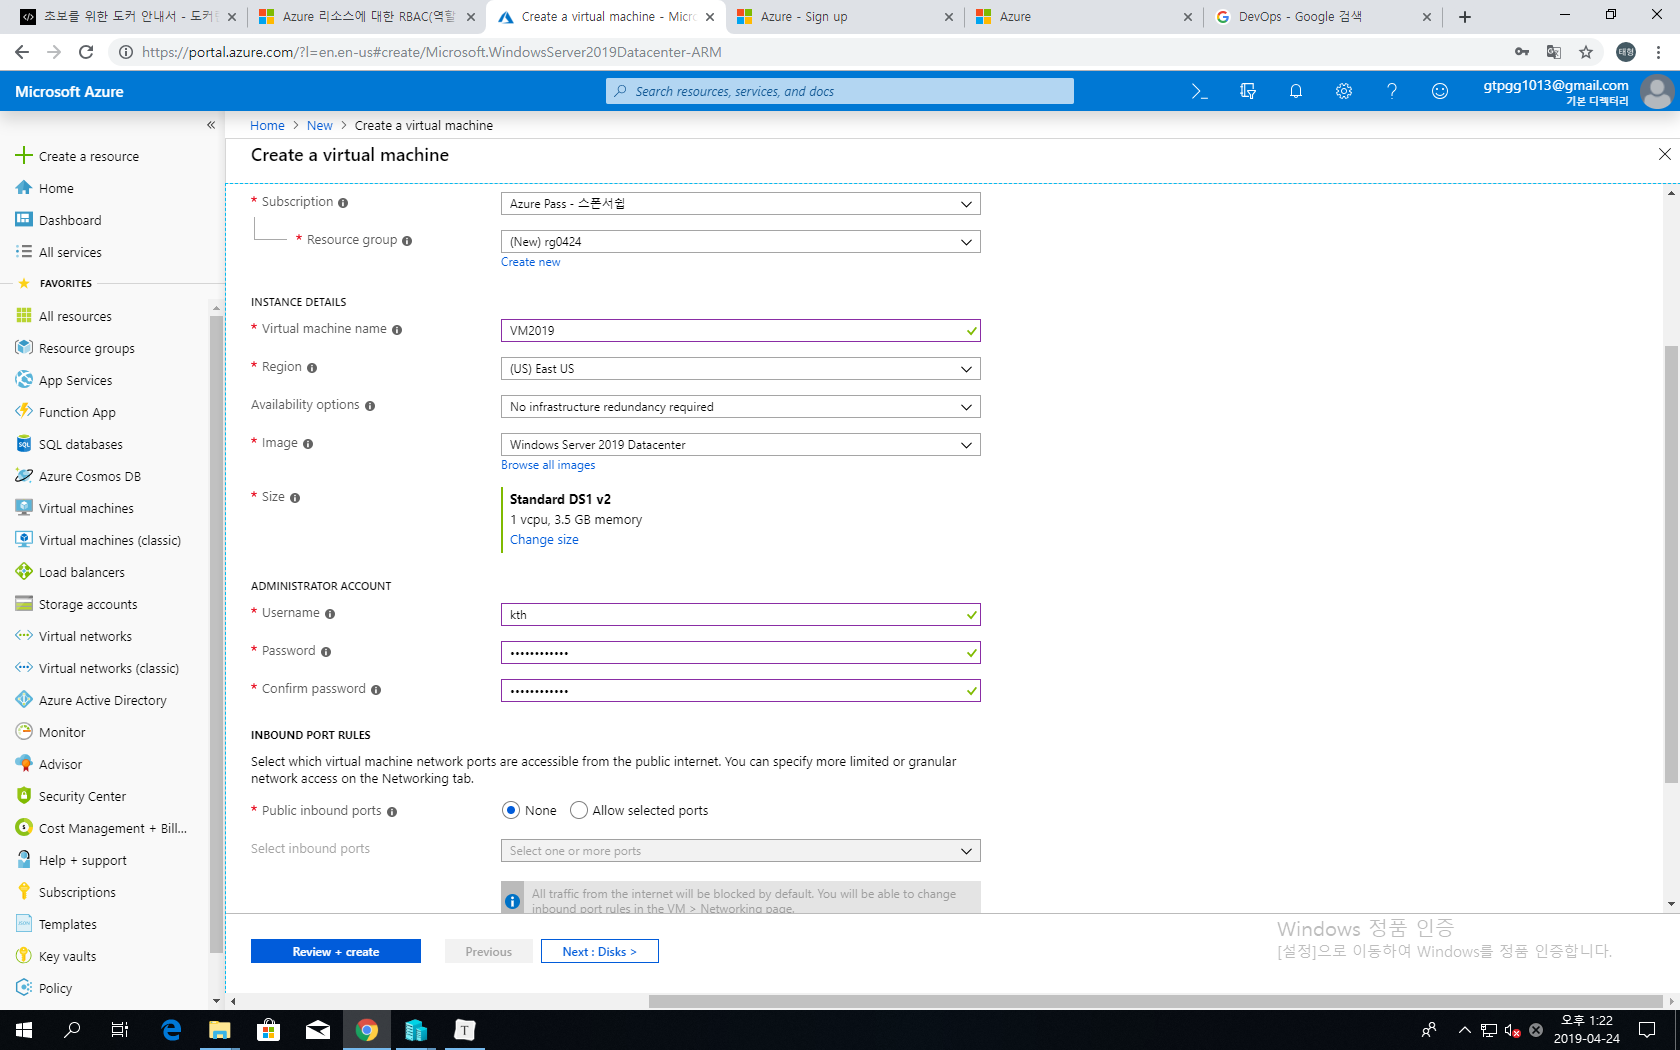 초보를 위한 도커 안내서 - 도커
Azure 리소스에 대한 RBAC(역할
Create a virtual machine - Micr
Azure - Sign up
Azure
DevOps - Google 검색
https://portal.azure.com/?l=en.en-us#create/Microsoft.WindowsServer2019Datacenter-ARM
태형
Microsoft Azure
Search resources, services, and docs
gtpgg1013@gmail.com
기본 디렉터리
Create a resource
Home
Dashboard
All services
FAVORITES
All resources
Resource groups
App Services
Function App
SQL databases
Azure Cosmos DB
Virtual machines
Virtual machines (classic)
Load balancers
Storage accounts
Virtual networks
Virtual networks (classic)
Azure Active Directory
Monitor
Advisor
Security Center
Cost Management + Bill...
Help + support
Subscriptions
Templates
Key vaults
Policy
Home > New > Create a virtual machine
Create a virtual machine
* Subscription
Azure Pass - 스폰서쉽
* Resource group
(New) rg0424
Create new
INSTANCE DETAILS
* Virtual machine name
VM2019
* Region
(US) East US
Availability options
No infrastructure redundancy required
* Image
Windows Server 2019 Datacenter
Browse all images
* Size
Standard DS1 v2
1 vcpu, 3.5 GB memory
Change size
ADMINISTRATOR ACCOUNT
* Username
kth
* Password
••••••••••••
* Confirm password
••••••••••••
INBOUND PORT RULES
Select which virtual machine network ports are accessible from the public internet. You can specify more limited or granular
network access on the Networking tab.
* Public inbound ports
None
Allow selected ports
Select inbound ports
Select one or more ports
All traffic from the internet will be blocked by default. You will be able to change
inbound port rules in the VM > Networking page.
Review + create
Previous
Next : Disks >
Windows 정품 인증
[설정]으로 이동하여 Windows를 정품 인증합니다.
오후 1:22
2019-04-24